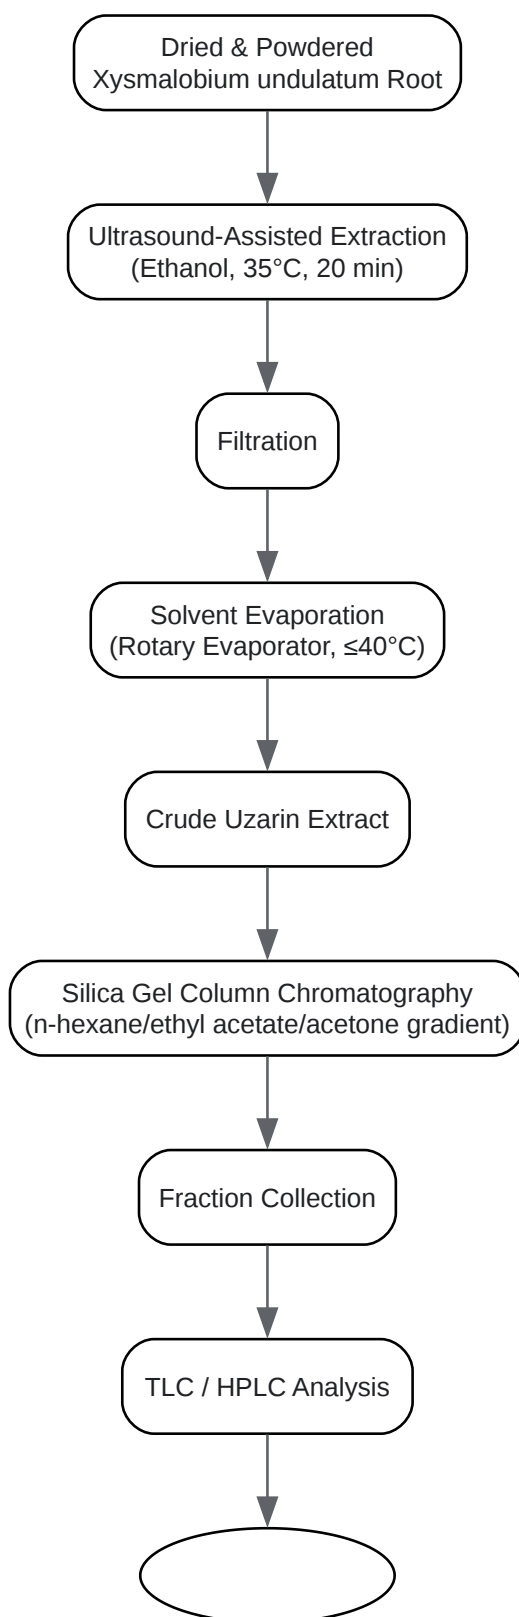 Dried & Powdered
Xysmalobium undulatum Root
Ultrasound-Assisted Extraction
(Ethanol, 35°C, 20 min)
Filtration
Solvent Evaporation
(Rotary Evaporator, ≤40°C)
Crude Uzarin Extract
Silica Gel Column Chromatography
(n-hexane/ethyl acetate/acetone gradient)
Fraction Collection
TLC / HPLC Analysis